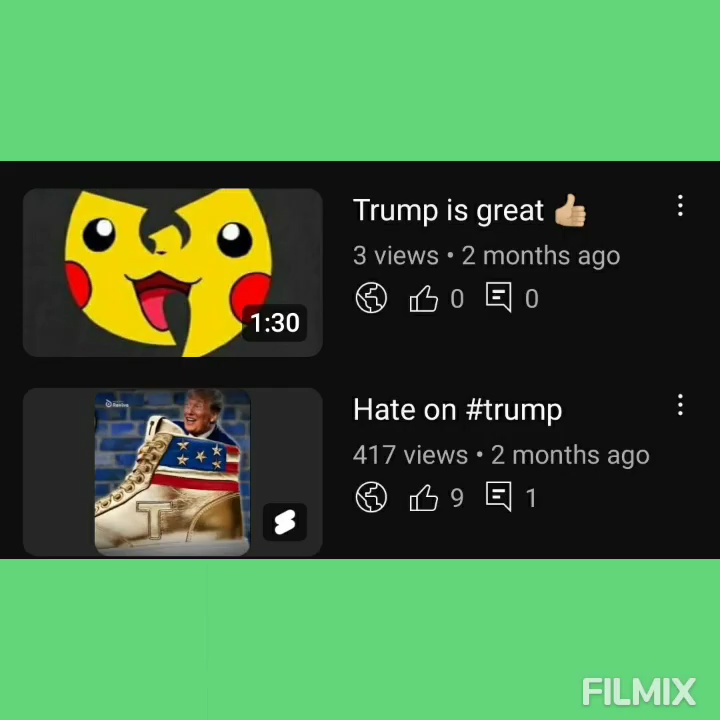 Trump is great 👍🏼
3 views • 2 months ago
0 0
1:30
Hate on #trump
417 views • 2 months ago
9 1
T
FILMIX